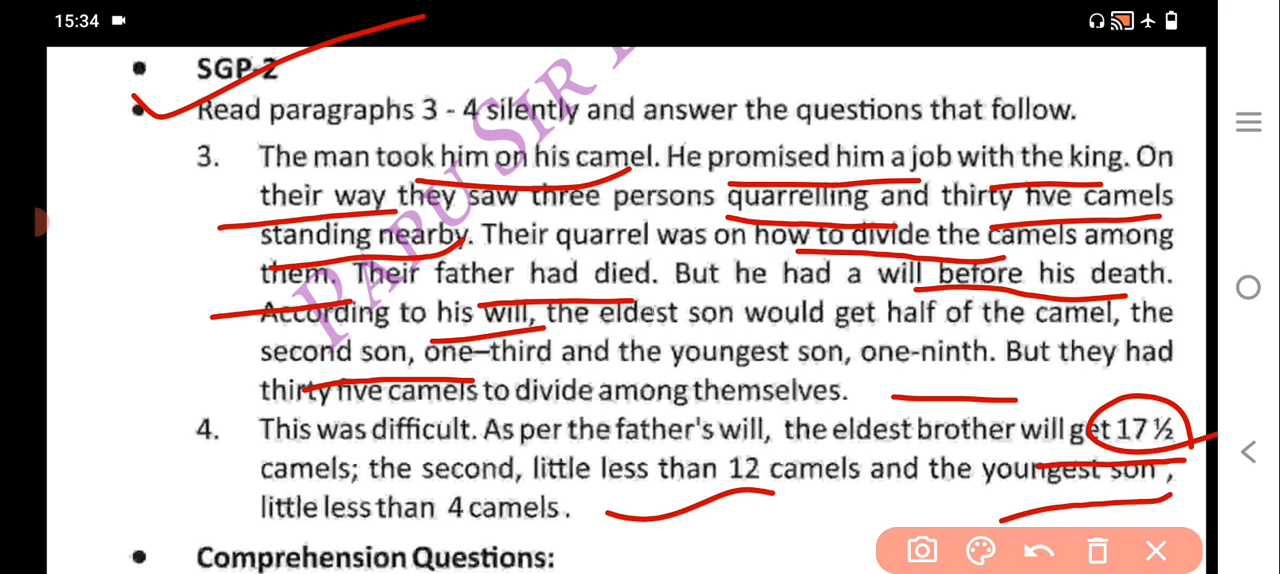 15:34
• SGP-2
• Read paragraphs 3 - 4 silently and answer the questions that follow.
3. The man took him on his camel. He promised him a job with the king. On
their way they saw three persons quarrelling and thirty five camels
standing nearby. Their quarrel was on how to divide the camels among
them. Their father had died. But he had a will before his death.
According to his will, the eldest son would get half of the camel, the
second son, one–third and the youngest son, one-ninth. But they had
thirty five camels to divide among themselves.
4. This was difficult. As per the father's will, the eldest brother will get 17 ½
camels; the second, little less than 12 camels and the youngest son ,
little less than 4 camels .
• Comprehension Questions:
PAPU SIR